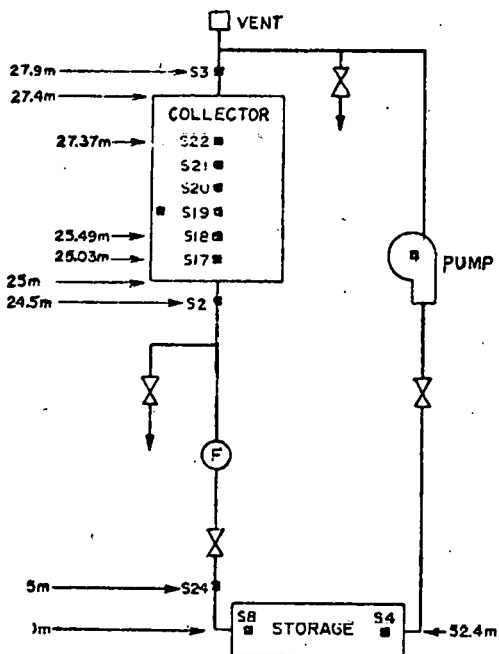 VENT
27.9m S3
27.4m
COLLECTOR
27.37m S22
S21
S20
S19
25.49m S18
25.03m S17
25m
24.5m S2
PUMP
F
5m S24
)m
S8 STORAGE S4
52.4m